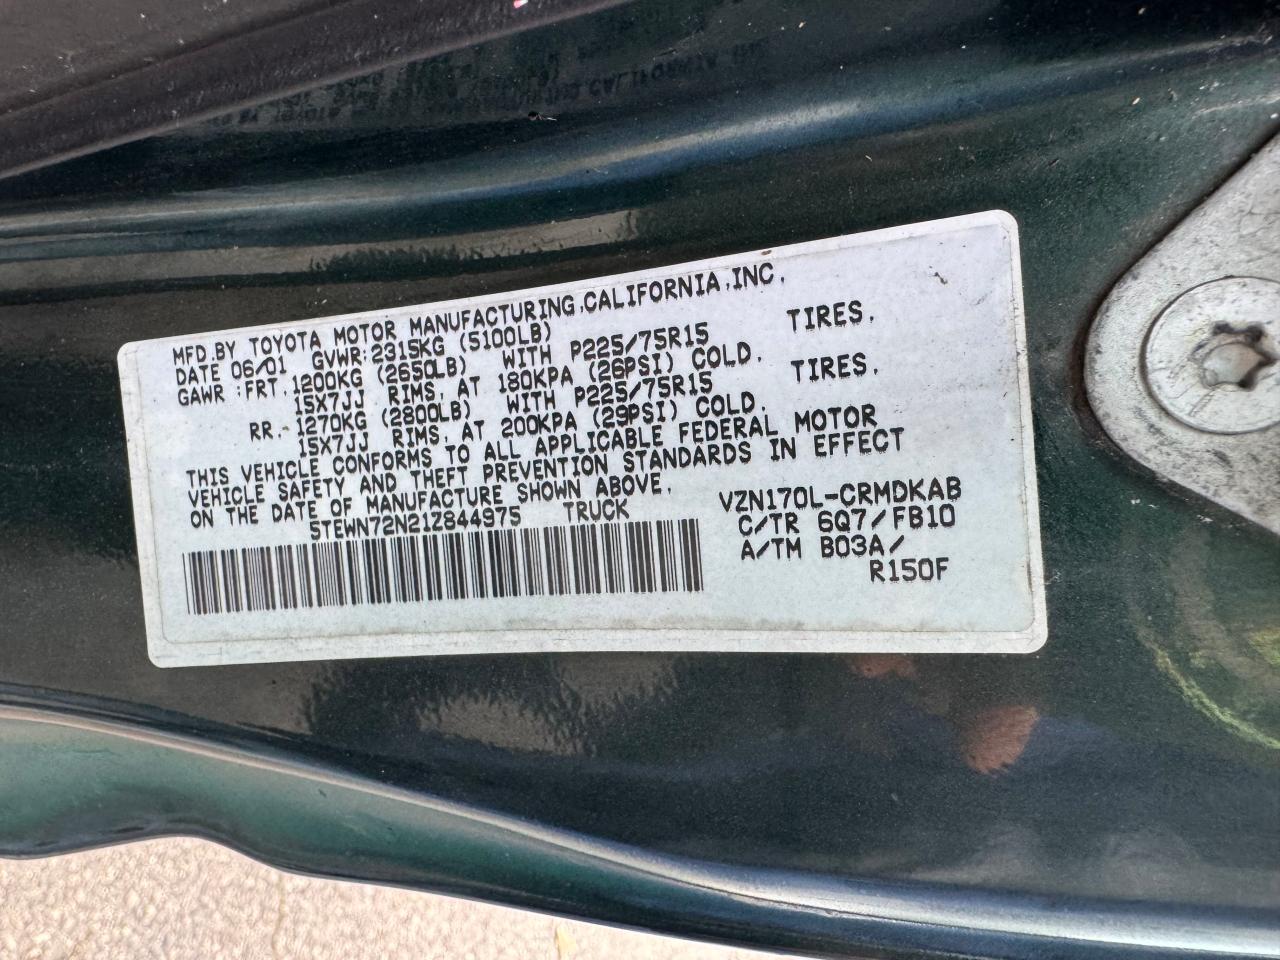 MFD.BY TOYOTA MOTOR MANUFACTURING,CALIFORNIA,INC.
DATE 06/01 GVWR:2315KG (5100LB)
GAWR :FRT. 1200KG (2650LB) WITH P225/75R15 TIRES,
15X7JJ RIMS, AT 180KPA (26PSI) COLD.
RR. 1270KG (2800LB) WITH P225/75R15 TIRES,
15X7JJ RIMS, AT 200KPA (29PSI) COLD.
THIS VEHICLE CONFORMS TO ALL APPLICABLE FEDERAL MOTOR
VEHICLE SAFETY AND THEFT PREVENTION STANDARDS IN EFFECT
ON THE DATE OF MANUFACTURE SHOWN ABOVE.
5TEWN72N21Z844975 TRUCK
VZN170L-CRMDKAB
C/TR 6Q7/FB10
A/TM B03A/
R150F